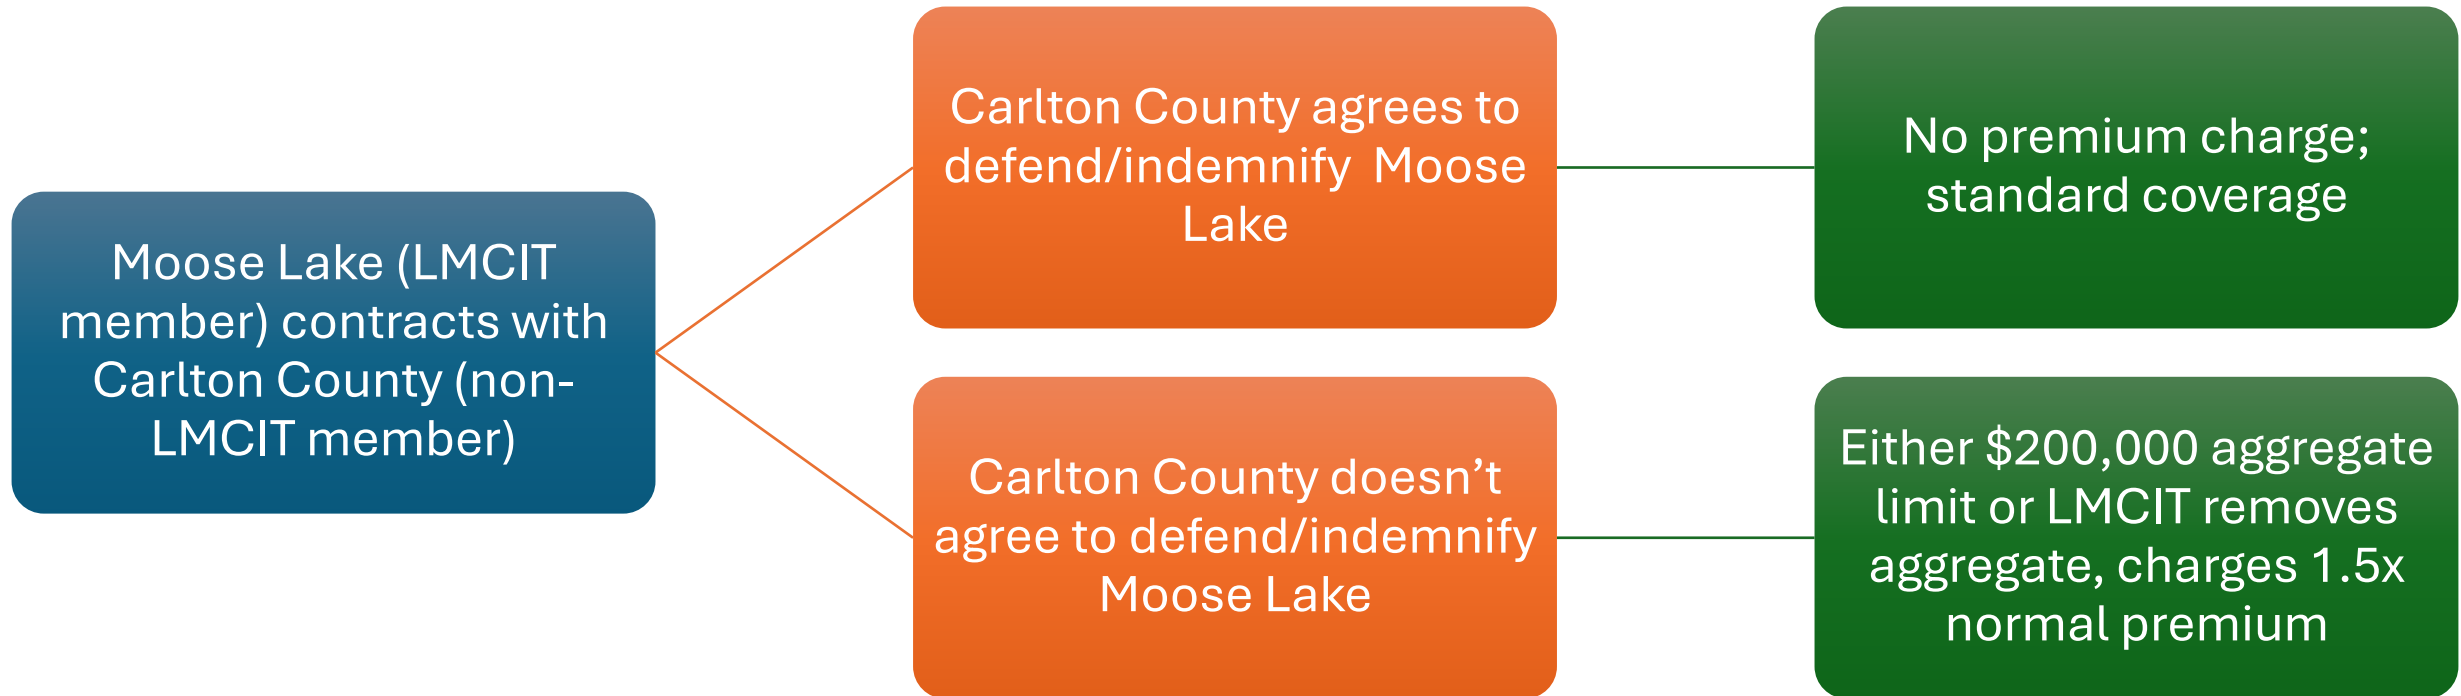 Moose Lake (LMCIT
member) contracts with
Carlton County (non-
LMCIT member)
Carlton County agrees to
defend/indemnify  Moose
Lake
No premium charge;
standard coverage
Carlton County doesn’t
agree to defend/indemnify
Moose Lake
Either $200,000 aggregate
limit or LMCIT removes
aggregate, charges 1.5x
normal premium